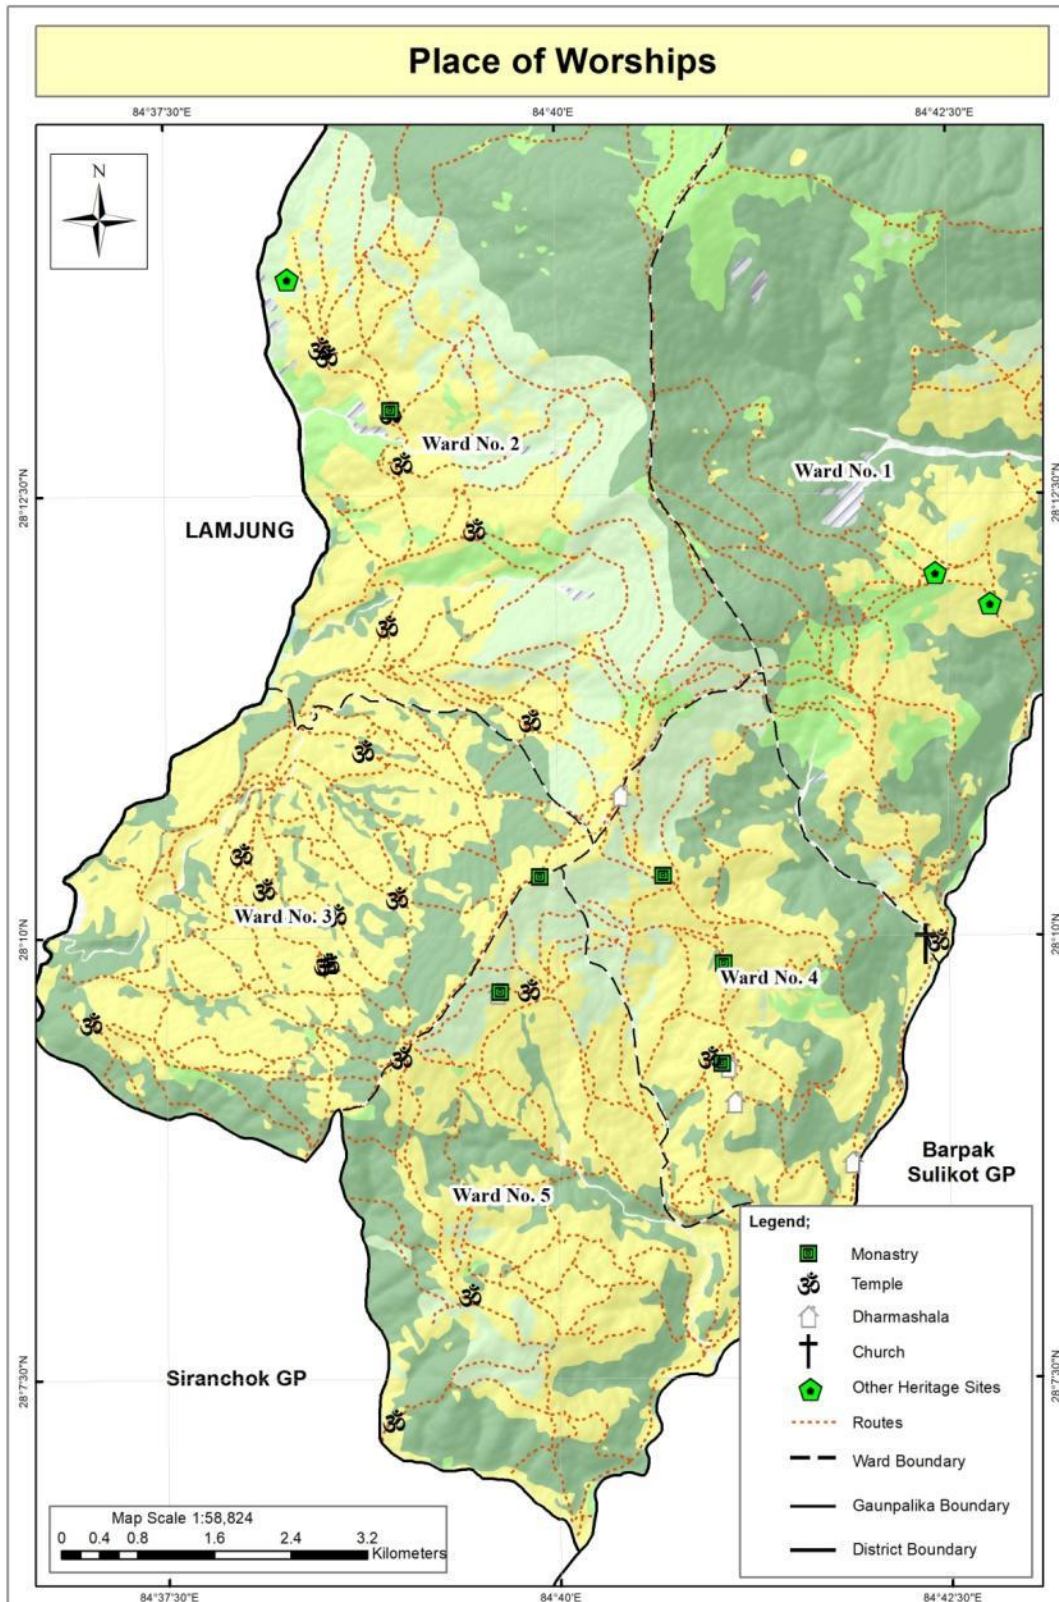 Place of Worships
84°37'30"E
84°40'E
84°42'30"E
N
Ward No. 2
Ward No. 1
28°12'30"N
28°12'30"N
LAMJUNG
Ward No. 3
28°10'N
28°10'N
Ward No. 4
Barpak
Sulikot GP
Ward No. 5
Siranchok GP
28°7'30"N
28°7'30"N
Legend;
Monastry
Temple
Dharmashala
Church
Other Heritage Sites
Routes
Ward Boundary
Gaunpalika Boundary
District Boundary
Map Scale 1:58,824
0 0.4 0.8 1.6 2.4 3.2
Kilometers
84°37'30"E
84°40'E
84°42'30"E